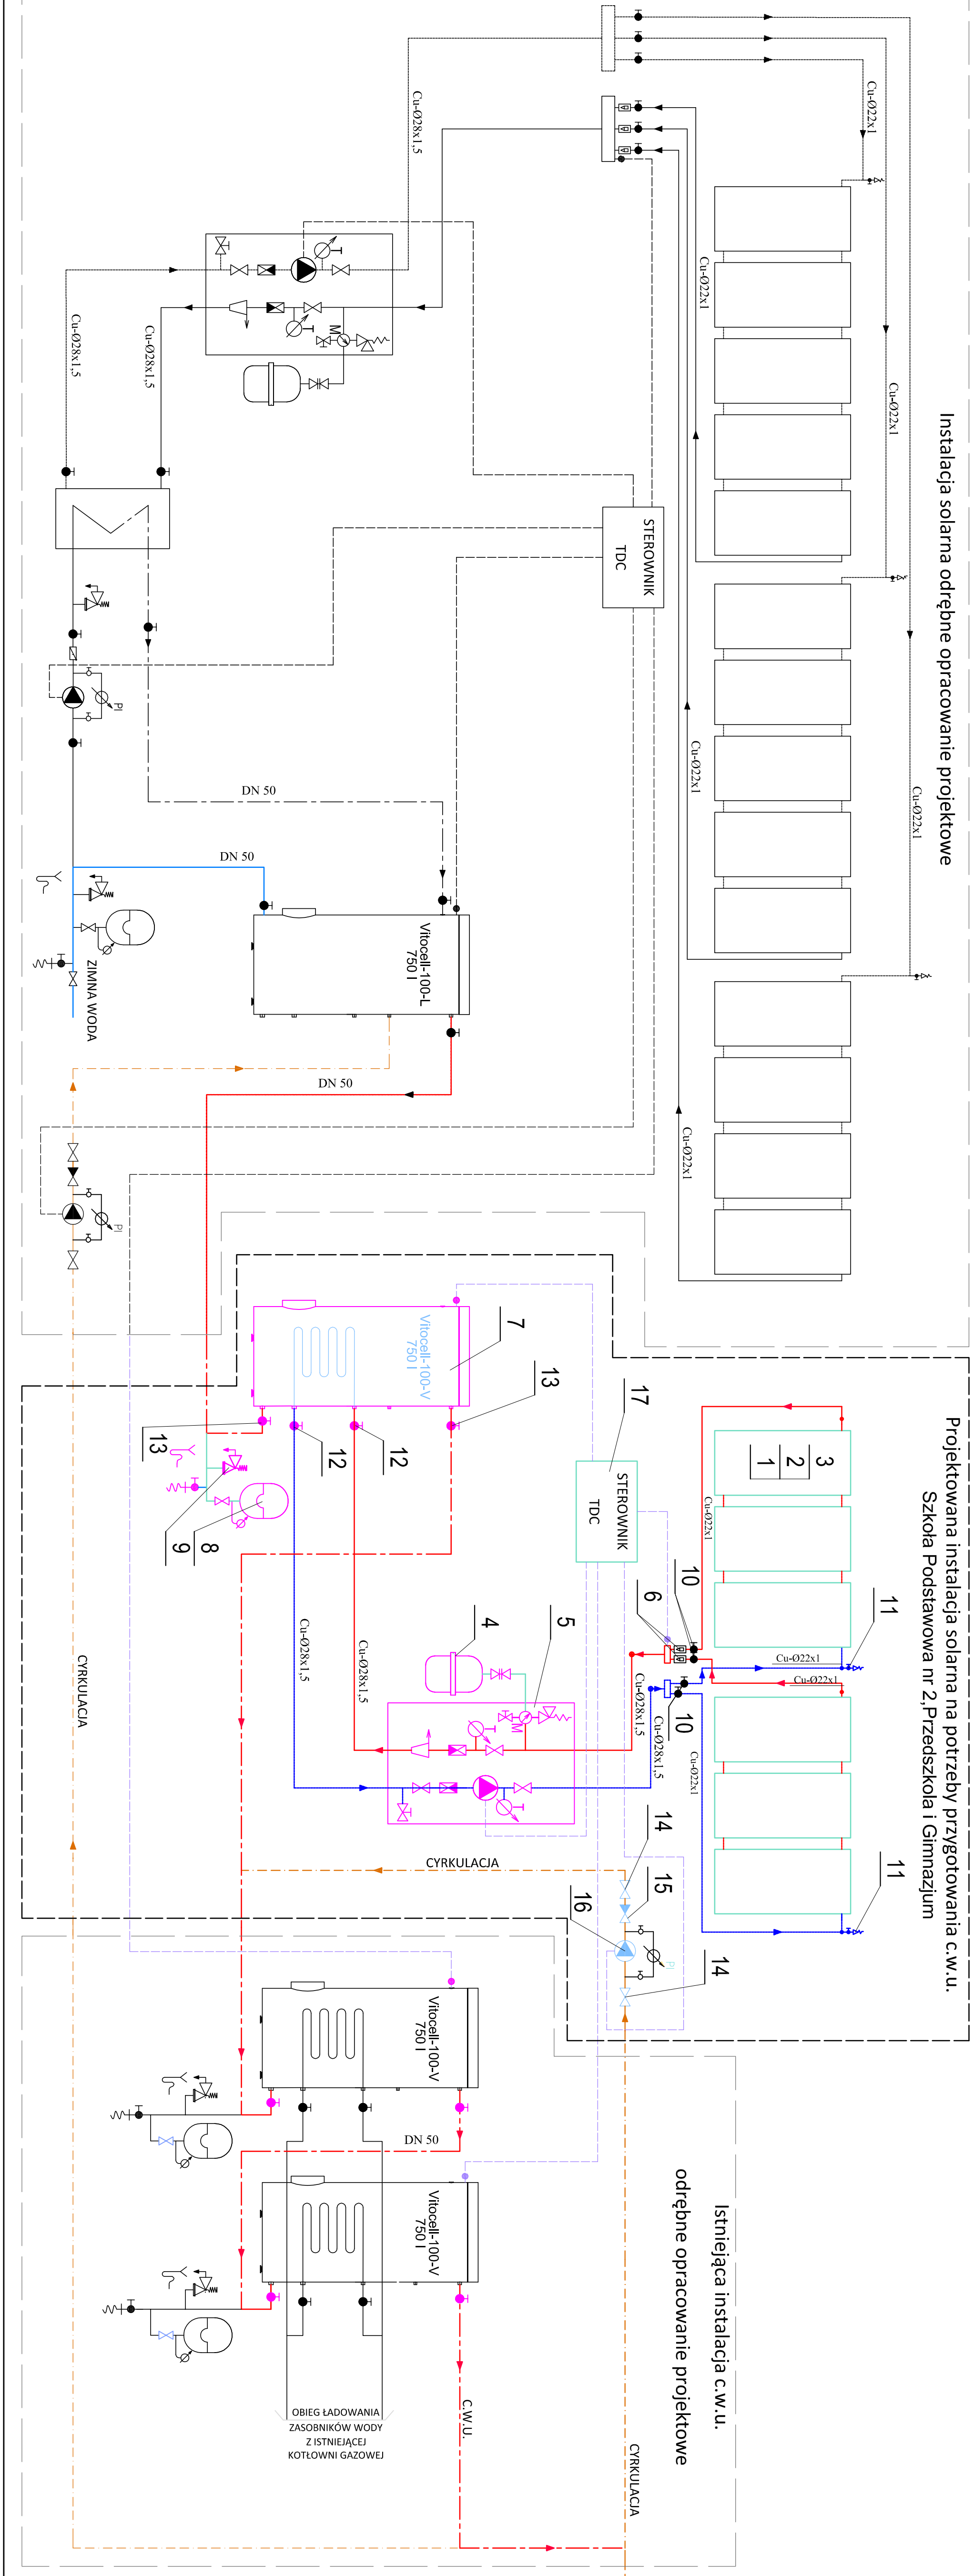 Instalacja solarna odrębne opracowanie projektowe
Cu-Ø22x1
Cu-Ø22x1
Cu-Ø22x1
Cu-Ø28x1,5
Cu-Ø22x1
Cu-Ø22x1
Cu-Ø22x1
T
T
M
Cu-Ø28x1,5
Cu-Ø28x1,5
STEROWNIK
TDC
PI
DN 50
DN 50
Vitocell-100-L
750 l
ZIMNA WODA
DN 50
PI
CYRKULACJA
Projektowana instalacja solarna na potrzeby przygotowania c.w.u.
Szkoła Podstawowa nr 2,Przedszkola i Gimnazjum
3
2
1
Cu-Ø22x1
11
Cu-Ø22x1
Cu-Ø22x1
Cu-Ø22x1
11
10
6
10
Cu-Ø28x1,5
Cu-Ø28x1,5
17
STEROWNIK
TDC
7
13
Vitocell-100-V
750 l
12
12
13
8
9
5
4
T
T
M
Cu-Ø28x1,5
Cu-Ø28x1,5
14
15
16
14
PI
CYRKULACJA
Istniejąca instalacja c.w.u.
odrębne opracowanie projektowe
Vitocell-100-V
750 l
DN 50
Vitocell-100-V
750 l
OBIEG ŁADOWANIA
ZASOBNIKÓW WODY
Z ISTNIEJĄCEJ
KOTŁOWNI GAZOWEJ
C.W.U.
CYRKULACJA